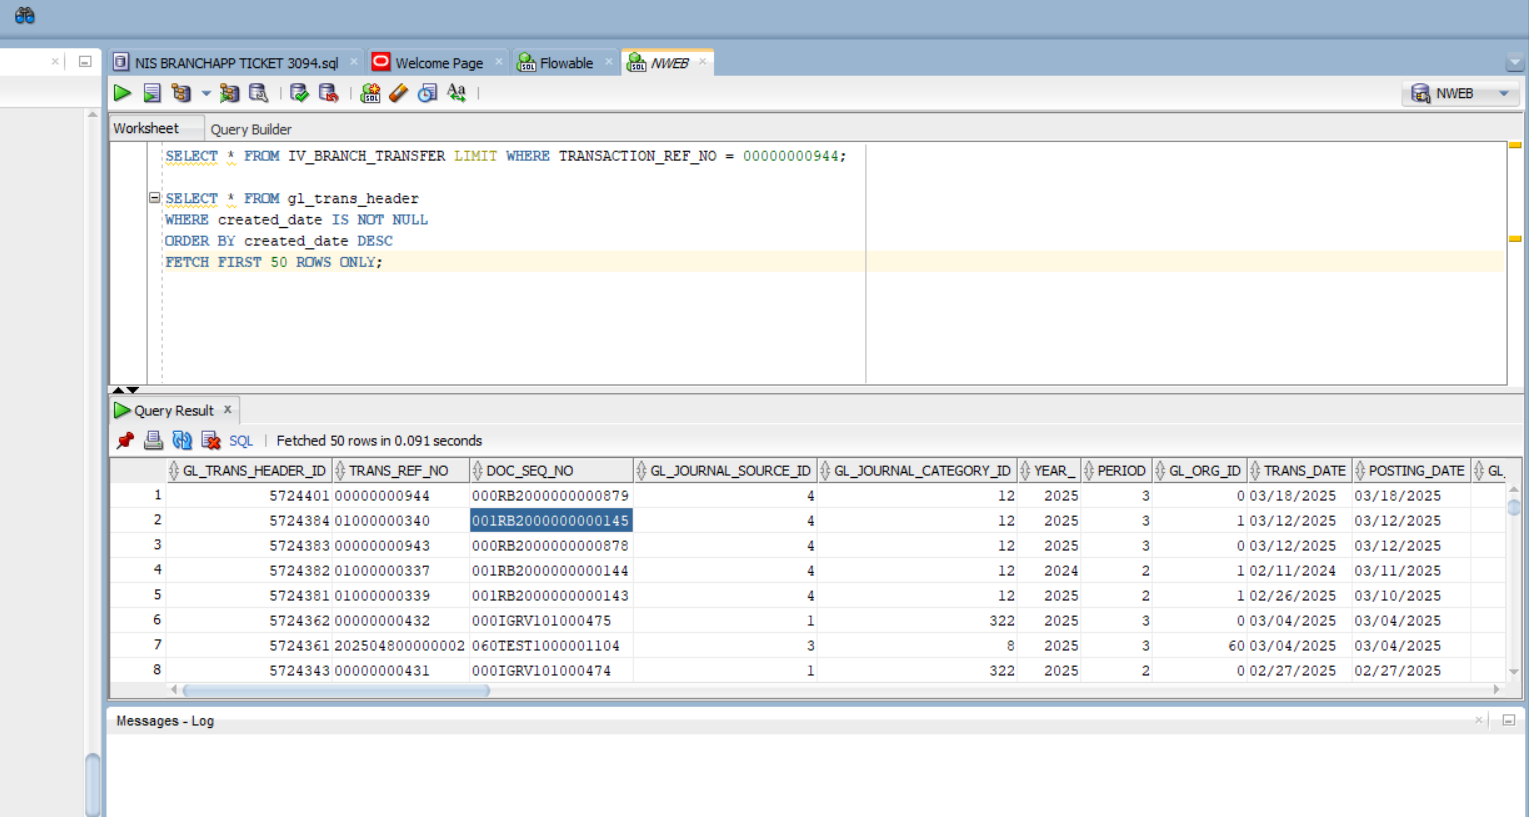 NIS BRANCHAPP TICKET 3094.sql Welcome Page Flowable NWEB
NWEB
Worksheet Query Builder
SELECT * FROM IV_BRANCH_TRANSFER LIMIT WHERE TRANSACTION_REF_NO = 00000000944;
SELECT * FROM gl_trans_header
WHERE created_date IS NOT NULL
ORDER BY created_date DESC
FETCH FIRST 50 ROWS ONLY;
Query Result x
SQL | Fetched 50 rows in 0.091 seconds
GL_TRANS_HEADER_ID TRANS_REF_NO DOC_SEQ_NO GL_JOURNAL_SOURCE_ID GL_JOURNAL_CATEGORY_ID YEAR_ PERIOD GL_ORG_ID TRANS_DATE POSTING_DATE GL_
1 5724401 00000000944 000RB2000000000879 4 12 2025 3 0 03/18/2025 03/18/2025
2 5724384 01000000340 001RB2000000000145 4 12 2025 3 1 03/12/2025 03/12/2025
3 5724383 00000000943 000RB2000000000878 4 12 2025 3 0 03/12/2025 03/12/2025
4 5724382 01000000337 001RB2000000000144 4 12 2024 2 1 02/11/2024 03/11/2025
5 5724381 01000000339 001RB2000000000143 4 12 2025 2 1 02/26/2025 03/10/2025
6 5724362 00000000432 000IGRV101000475 1 322 2025 3 0 03/04/2025 03/04/2025
7 5724361 202504800000002 060TEST1000001104 3 8 2025 3 60 03/04/2025 03/04/2025
8 5724343 00000000431 000IGRV101000474 1 322 2025 2 0 02/27/2025 02/27/2025
Messages - Log